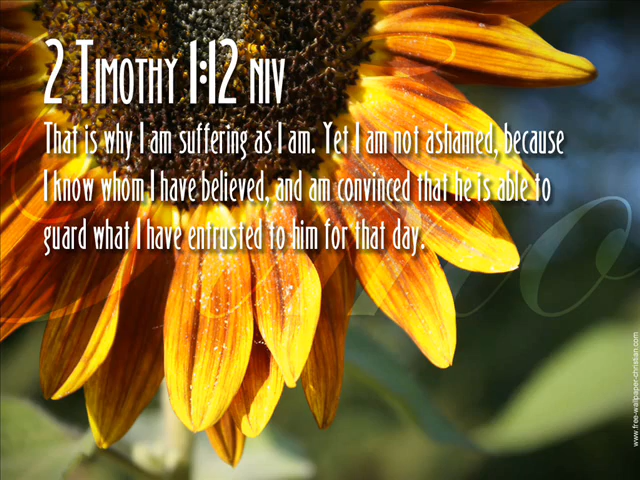 2 Timothy 1:12 NIV
That is why I am suffering as I am. Yet I am not ashamed, because
I know whom I have believed, and am convinced that he is able to
guard what I have entrusted to him for that day.
www.free-wallpaper-christian.com